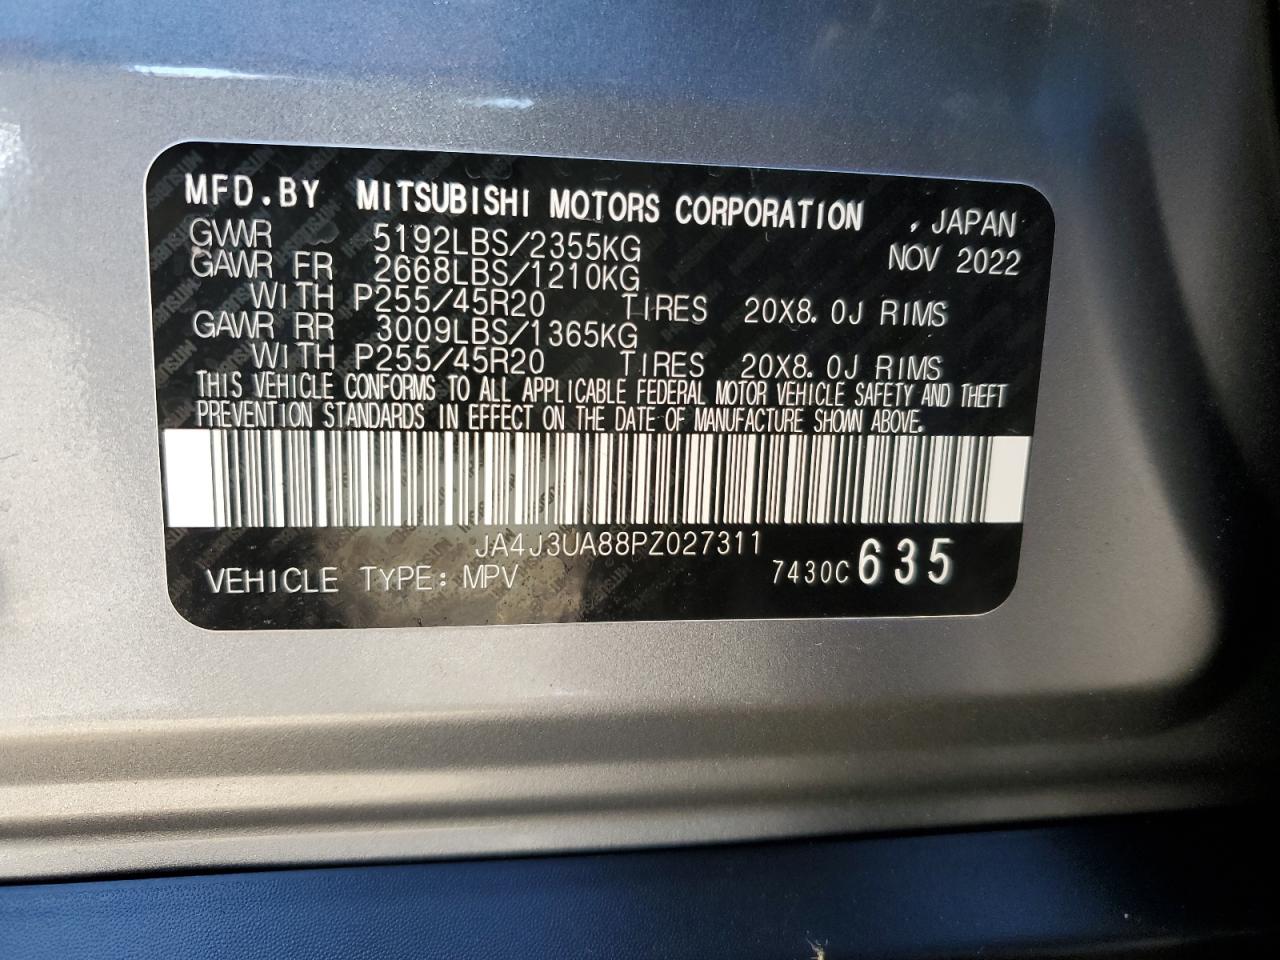 MFD.BY MITSUBISHI MOTORS CORPORATION , JAPAN
GVWR 5192LBS/2355KG NOV 2022
GAWR FR 2668LBS/1210KG
WITH P255/45R20 TIRES 20X8.0J RIMS
GAWR RR 3009LBS/1365KG
WITH P255/45R20 TIRES 20X8.0J RIMS
THIS VEHICLE CONFORMS TO ALL APPLICABLE FEDERAL MOTOR VEHICLE SAFETY AND THEFT
PREVENTION STANDARDS IN EFFECT ON THE DATE OF MANUFACTURE SHOWN ABOVE.
JA4J3UA88PZ027311
VEHICLE TYPE: MPV 7430C 635